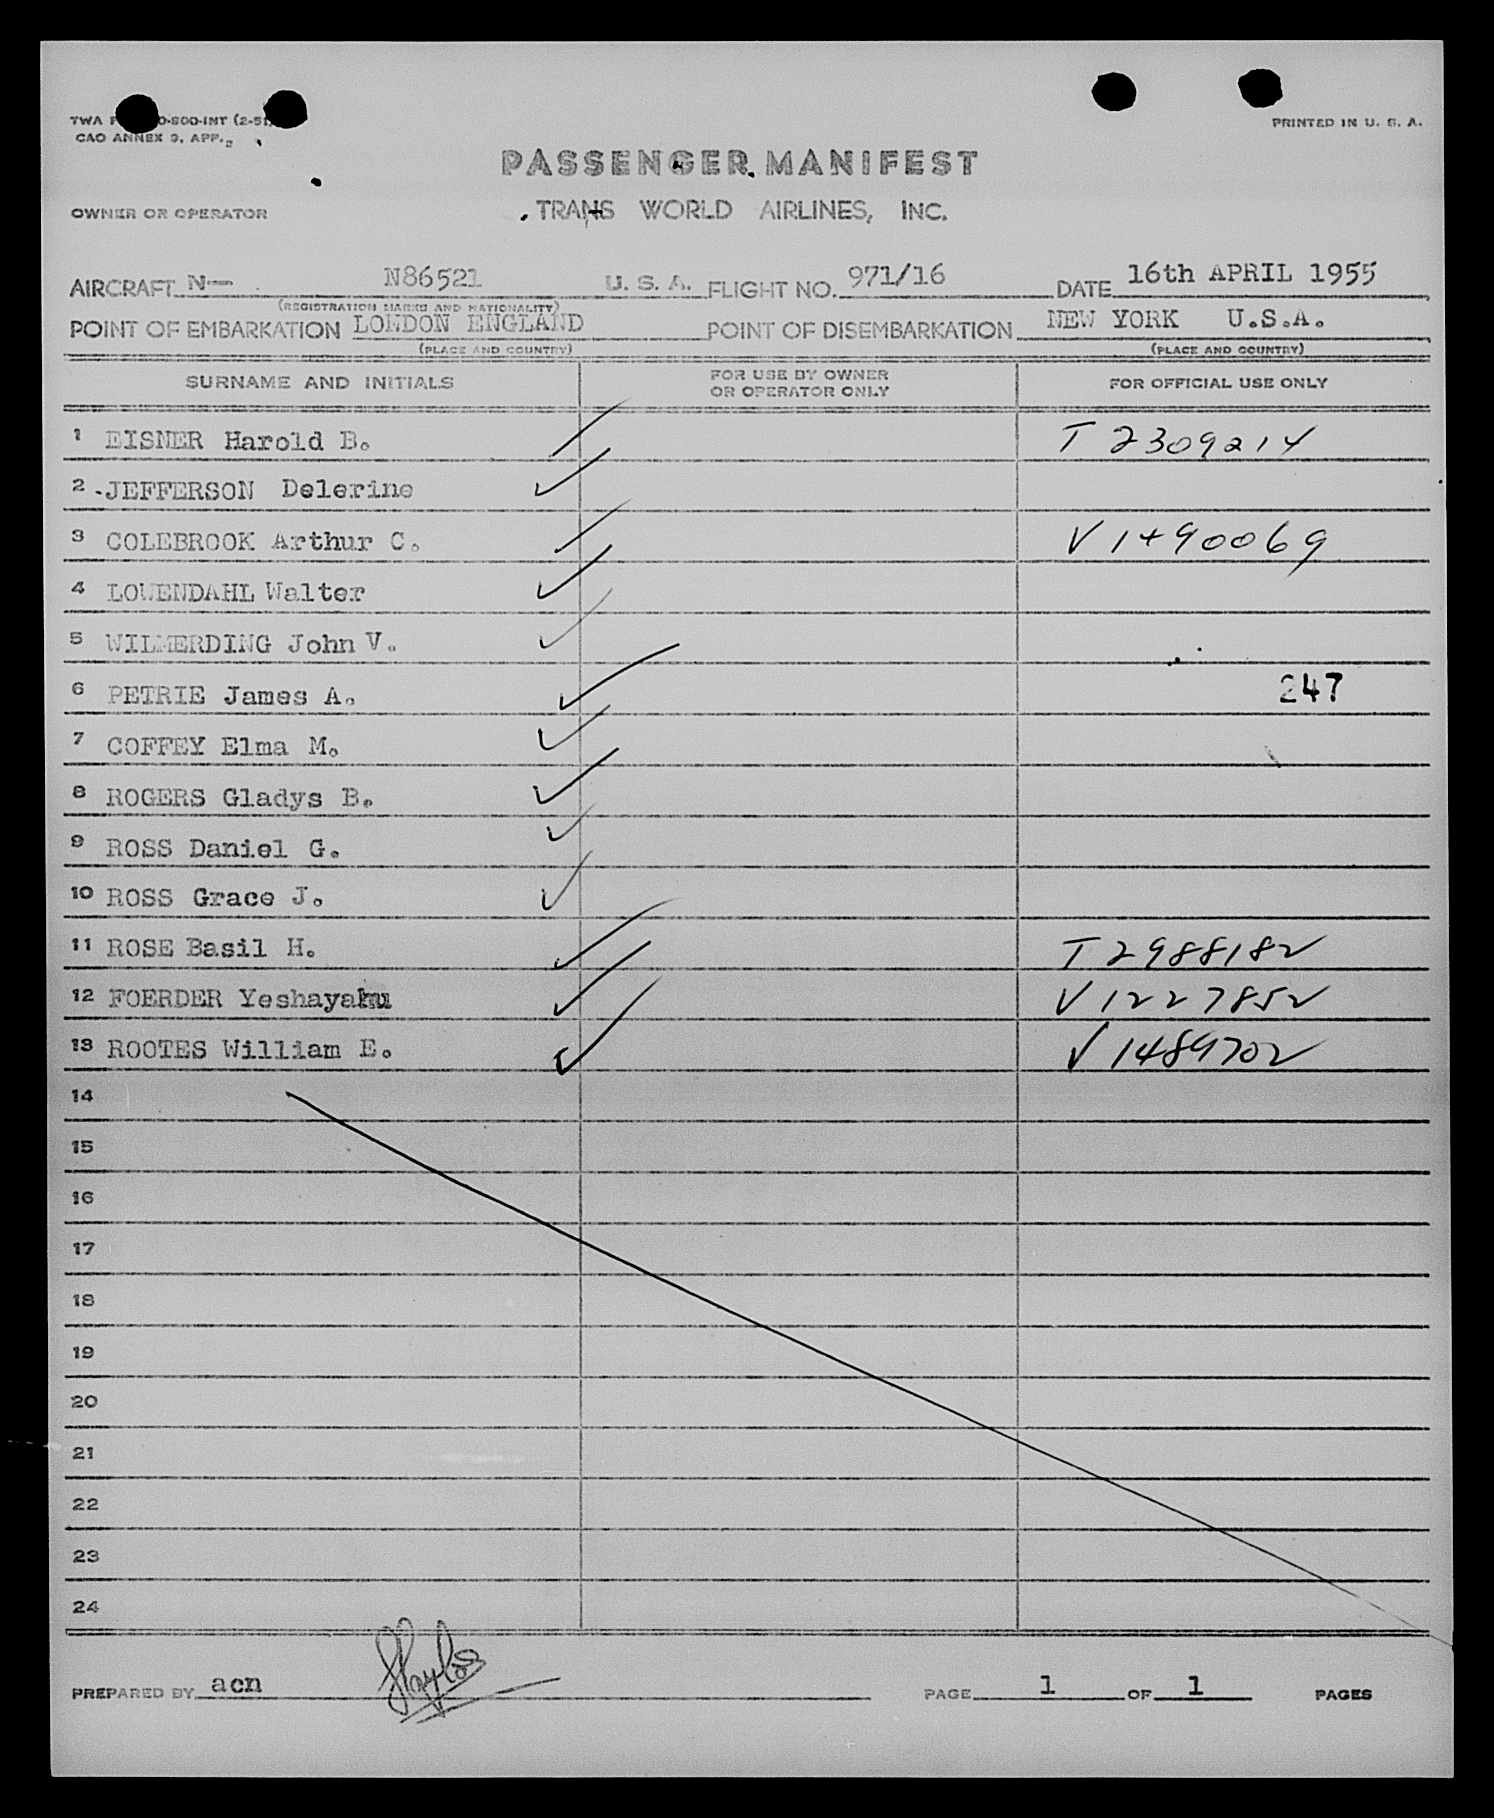 TWA F 0-800-INT (2-51)
CAO ANNEX 9, APP.
PRINTED IN U. S. A.
PASSENGER MANIFEST
OWNER OR OPERATOR
TRANS WORLD AIRLINES, INC.
AIRCRAFT N— N86521 U. S. A. FLIGHT NO. 971/16 DATE 16th APRIL 1955
(REGISTRATION MARKS AND NATIONALITY)
POINT OF EMBARKATION LONDON ENGLAND POINT OF DISEMBARKATION NEW YORK U.S.A.
(PLACE AND COUNTRY) (PLACE AND COUNTRY)
SURNAME AND INITIALS FOR USE BY OWNER OR OPERATOR ONLY FOR OFFICIAL USE ONLY
1 EISNER Harold B. T 2309214
2 JEFFERSON Delerine
3 COLEBROOK Arthur C. V 1490069
4 LOWENDAHL Walter
5 WILMERDING John V.
6 PETRIE James A. 247
7 COFFEY Elma M.
8 ROGERS Gladys B.
9 ROSS Daniel G.
10 ROSS Grace J.
11 ROSE Basil H. T 2988182
12 FOERDER Yeshayahu V 1227852
13 ROOTES William E. V 1489702
14
15
16
17
18
19
20
21
22
23
24
PREPARED BY acn PAGE 1 OF 1 PAGES